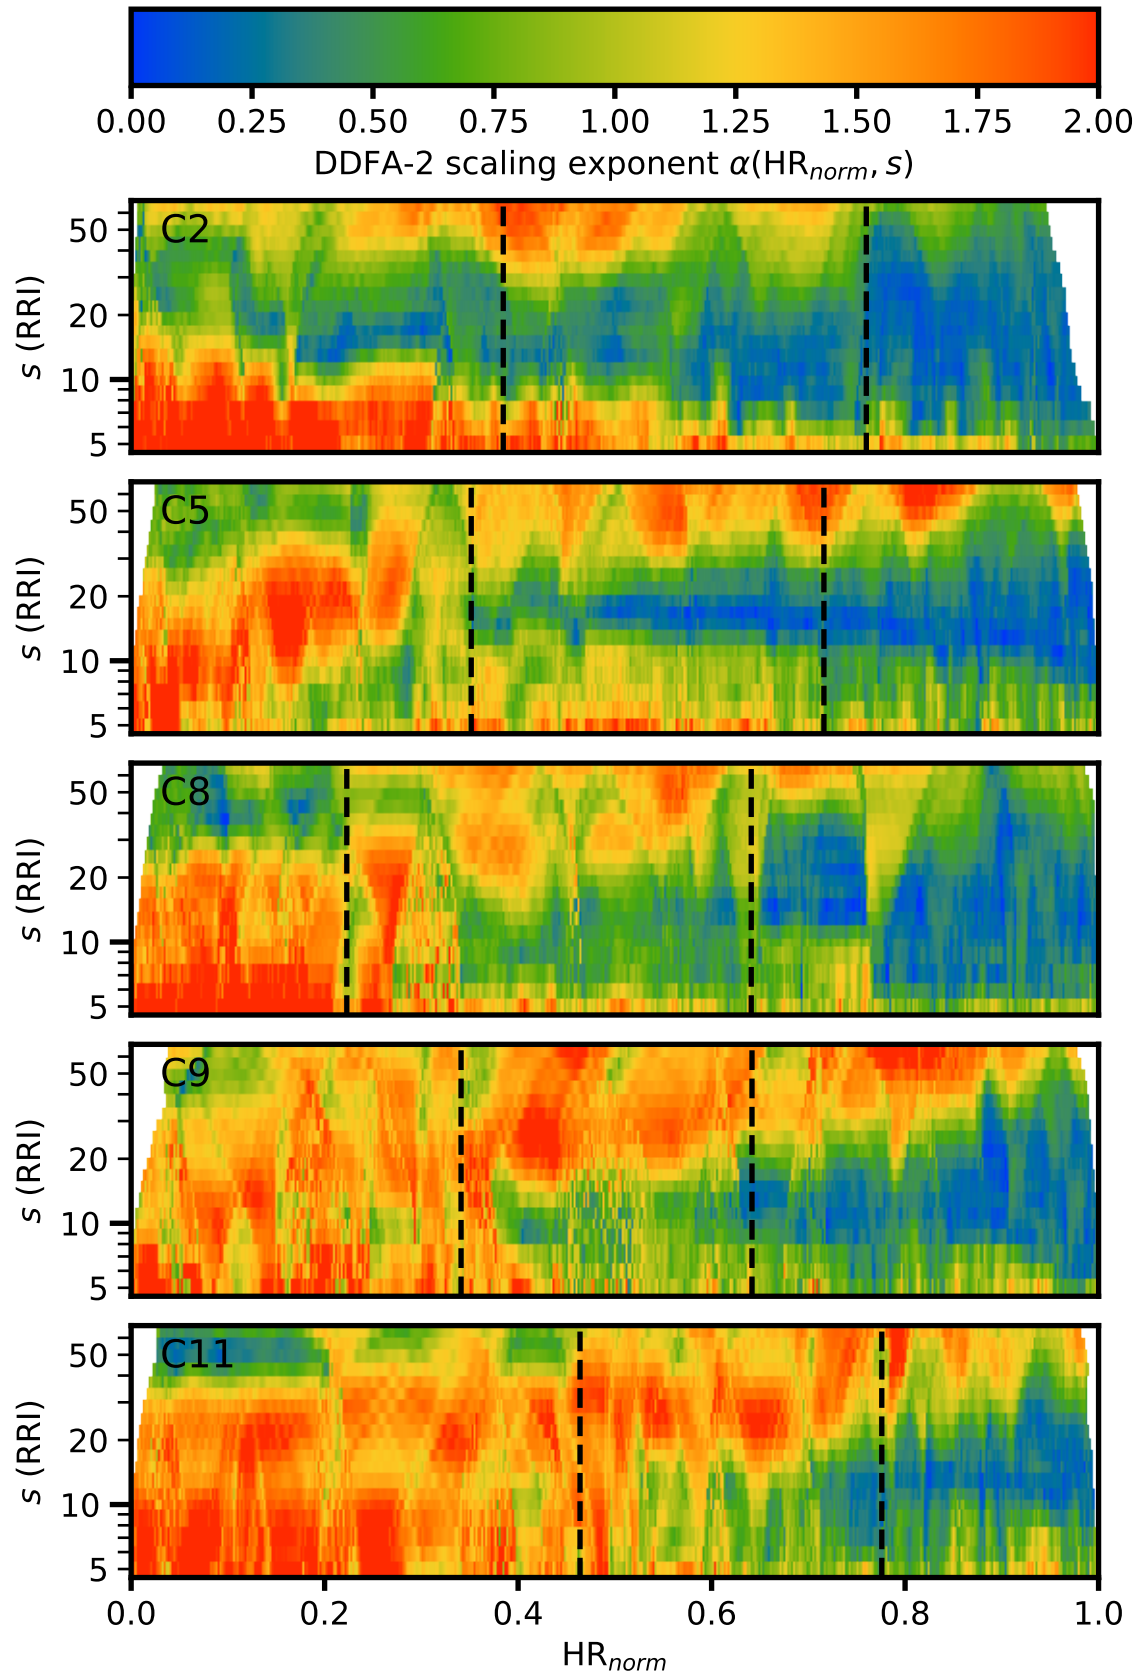 0.00 0.25 0.50 0.75 1.00 1.25 1.50 1.75 2.00
DDFA-2 scaling exponent α(HRnorm, s)
C2
50
20
10
5
s (RRI)
C5
50
20
10
5
s (RRI)
C8
50
20
10
5
s (RRI)
C9
50
20
10
5
s (RRI)
C11
50
20
10
5
s (RRI)
0.0 0.2 0.4 0.6 0.8 1.0
HRnorm